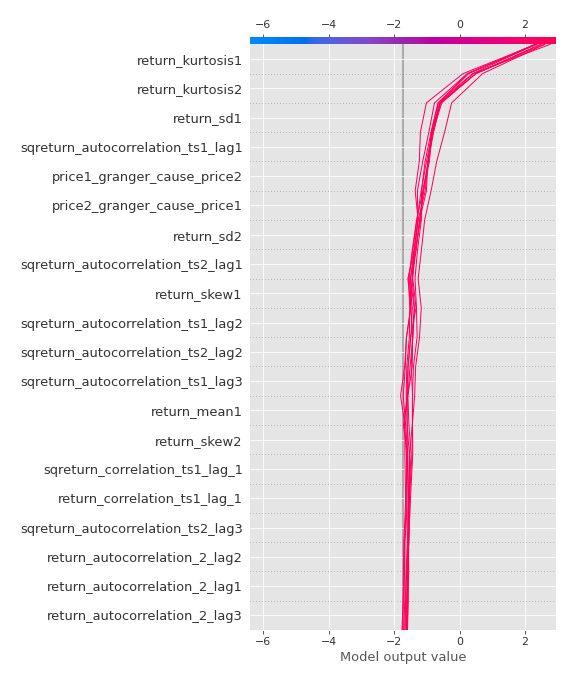 −6 −4 −2 0 2
return_kurtosis1
return_kurtosis2
return_sd1
sqreturn_autocorrelation_ts1_lag1
price1_granger_cause_price2
price2_granger_cause_price1
return_sd2
sqreturn_autocorrelation_ts2_lag1
return_skew1
sqreturn_autocorrelation_ts1_lag2
sqreturn_autocorrelation_ts2_lag2
sqreturn_autocorrelation_ts1_lag3
return_mean1
return_skew2
sqreturn_correlation_ts1_lag_1
return_correlation_ts1_lag_1
sqreturn_autocorrelation_ts2_lag3
return_autocorrelation_2_lag2
return_autocorrelation_2_lag1
return_autocorrelation_2_lag3
−6 −4 −2 0 2
Model output value